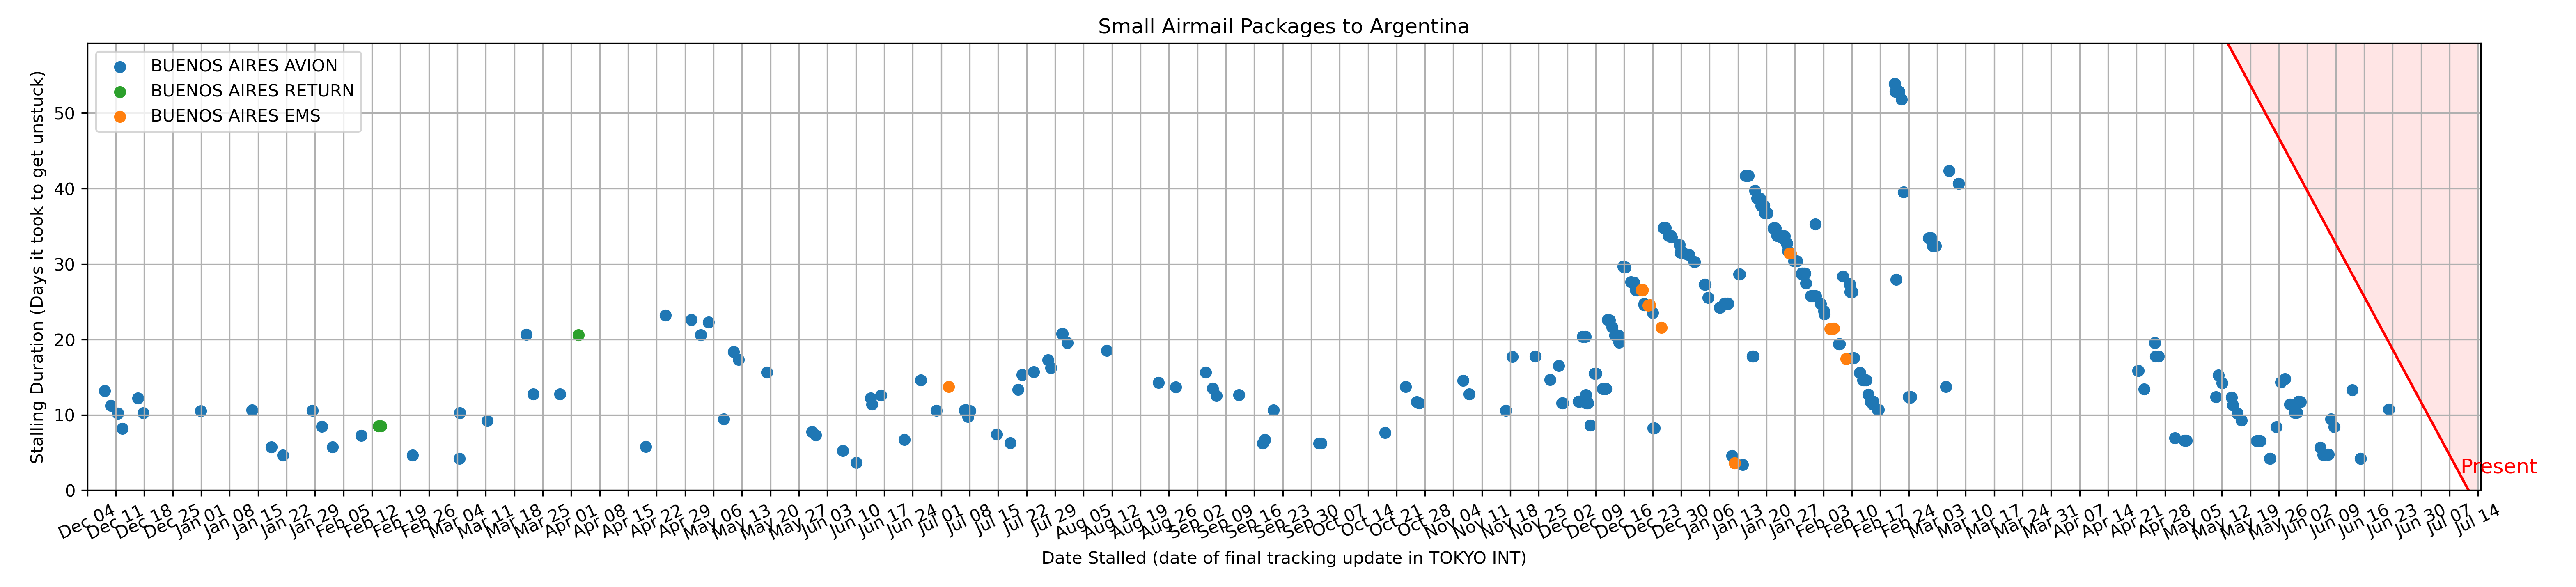 Small Airmail Packages to Argentina
BUENOS AIRES AVION
BUENOS AIRES RETURN
BUENOS AIRES EMS
Stalling Duration (Days it took to get unstuck)
50
40
30
20
10
0
Present
Dec 04
Dec 11
Dec 18
Dec 25
Jan 01
Jan 08
Jan 15
Jan 22
Jan 29
Feb 05
Feb 12
Feb 19
Feb 26
Mar 04
Mar 11
Mar 18
Mar 25
Apr 01
Apr 08
Apr 15
Apr 22
Apr 29
May 06
May 13
May 20
May 27
Jun 03
Jun 10
Jun 17
Jun 24
Jul 01
Jul 08
Jul 15
Jul 22
Jul 29
Aug 05
Aug 12
Aug 19
Aug 26
Sep 02
Sep 09
Sep 16
Sep 23
Sep 30
Oct 07
Oct 14
Oct 21
Oct 28
Nov 04
Nov 11
Nov 18
Nov 25
Dec 02
Dec 09
Dec 16
Dec 23
Dec 30
Jan 06
Jan 13
Jan 20
Jan 27
Feb 03
Feb 10
Feb 17
Feb 24
Mar 03
Mar 10
Mar 17
Mar 24
Mar 31
Apr 07
Apr 14
Apr 21
Apr 28
May 05
May 12
May 19
May 26
Jun 02
Jun 09
Jun 16
Jun 23
Jun 30
Jul 07
Jul 14
Date Stalled (date of final tracking update in TOKYO INT)